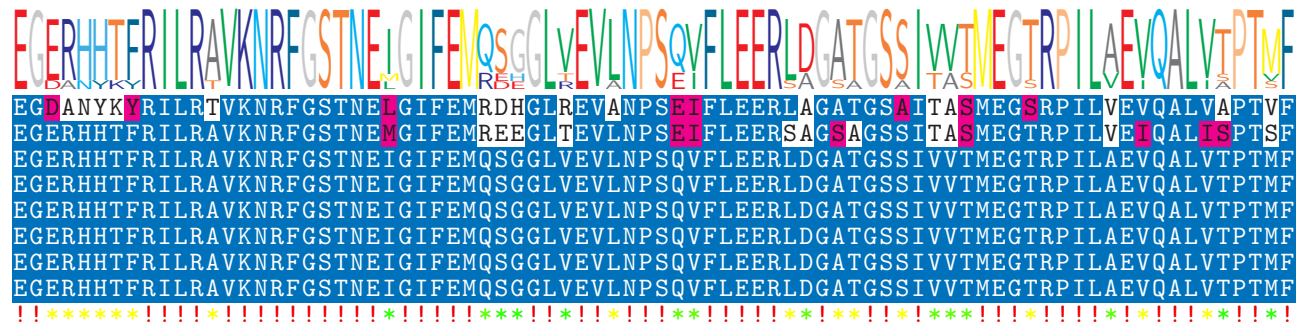 EGERHHTFRILRAVKNRFGSTNEIGIFEMQSGGLVEVLNPSQVFLEERLDGATGSSIVVTMEGTRPILAEVQALVTPTMF
EGDANYKYRILRTVKNRFGSTNELGIFEMRDHGLREVANPSEIFLEERLAGATGSAITASMEGSRPILVEVQALVAPTVF
EGERHHTFRILRAVKNRFGSTNEMGIFEMREEGLTEVLNPSEIFLEERSAGSAGSSITASMEGTRPILVEIQALISPTSF
EGERHHTFRILRAVKNRFGSTNEIGIFEMQSGGLVEVLNPSQVFLEERLDGATGSSIVVTMEGTRPILAEVQALVTPTMF
EGERHHTFRILRAVKNRFGSTNEIGIFEMQSGGLVEVLNPSQVFLEERLDGATGSSIVVTMEGTRPILAEVQALVTPTMF
EGERHHTFRILRAVKNRFGSTNEIGIFEMQSGGLVEVLNPSQVFLEERLDGATGSSIVVTMEGTRPILAEVQALVTPTMF
EGERHHTFRILRAVKNRFGSTNEIGIFEMQSGGLVEVLNPSQVFLEERLDGATGSSIVVTMEGTRPILAEVQALVTPTMF
EGERHHTFRILRAVKNRFGSTNEIGIFEMQSGGLVEVLNPSQVFLEERLDGATGSSIVVTMEGTRPILAEVQALVTPTMF
EGERHHTFRILRAVKNRFGSTNEIGIFEMQSGGLVEVLNPSQVFLEERLDGATGSSIVVTMEGTRPILAEVQALVTPTMF
!!******!!!!*!!!!!!!!!!*!!!!!***!!*!!*!!!**!!!!!**!**!!*!***!!!*!!!!*!*!!!**!!*!